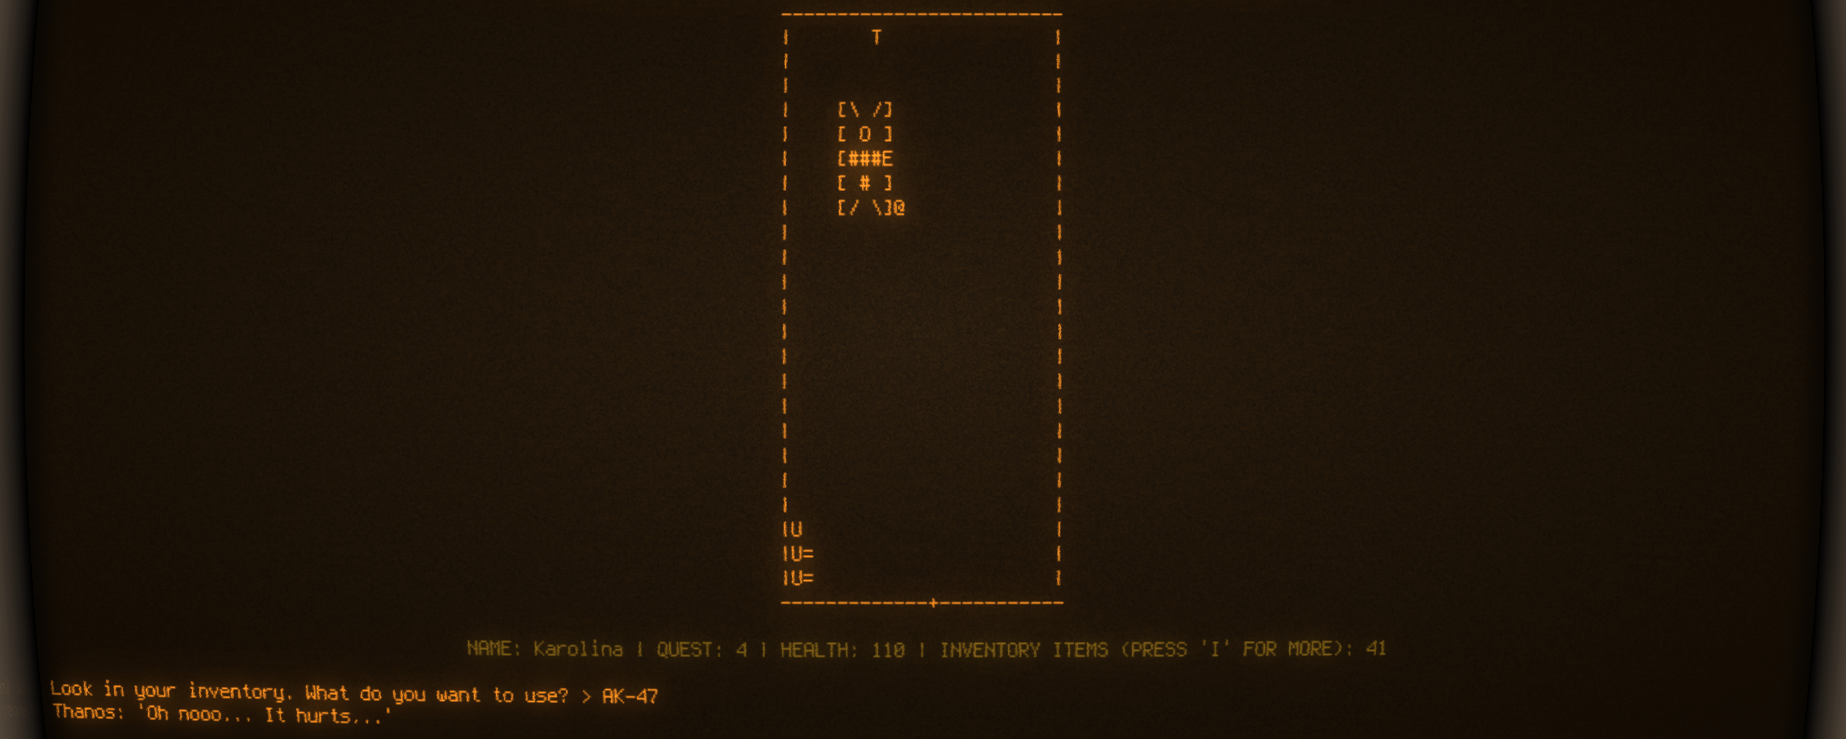 ------------------------
|       T              |
|                      |
|                      |
|    [\ /]             |
|    [ O ]             |
|    [###E             |
|    [ # ]             |
|    [/ \]@            |
|                      |
|                      |
|                      |
|                      |
|                      |
|                      |
|                      |
|                      |
|                      |
|                      |
|                      |
|                      |
|U                     |
|U=                    |
|U=                    |
-------------+-----------
NAME: Karolina | QUEST: 4 | HEALTH: 110 | INVENTORY ITEMS (PRESS 'I' FOR MORE): 41
Look in your inventory. What do you want to use? > AK-47
Thanos: 'Oh nooo... It hurts...'